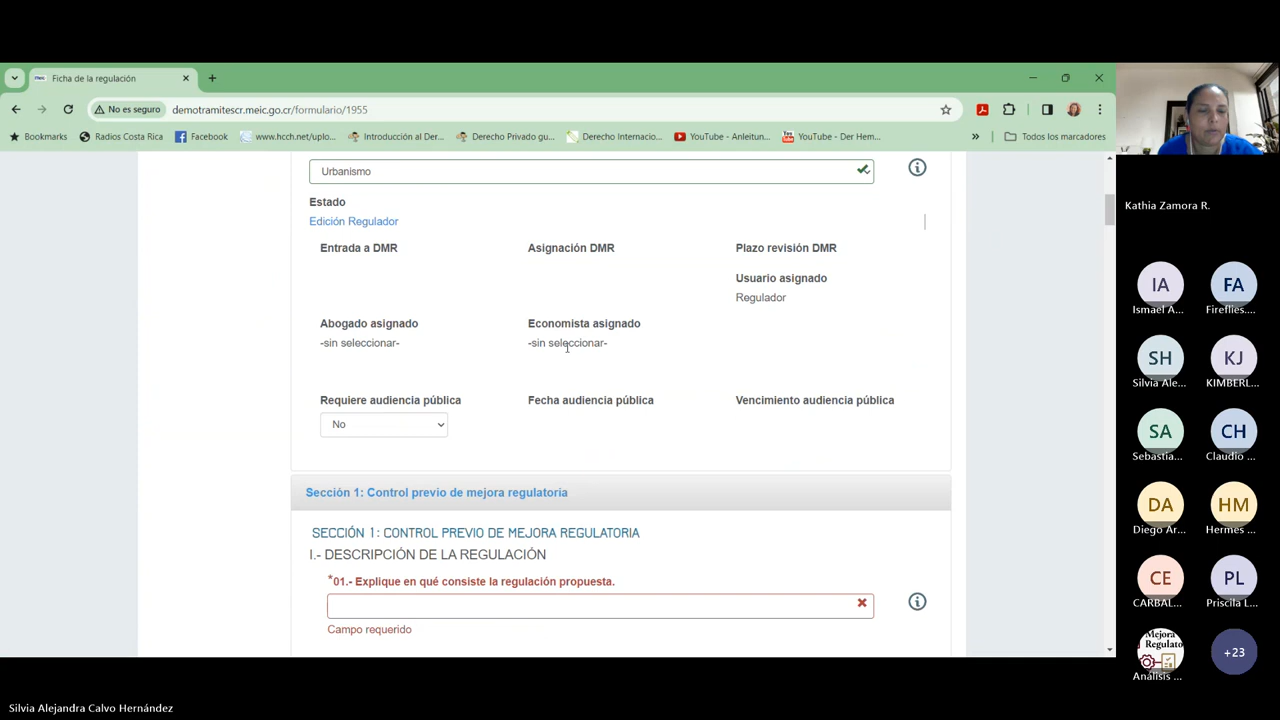 Ficha de la regulación
No es seguro
demotramitescr.meic.go.cr/formulario/1955
Bookmarks
Radios Costa Rica
Facebook
www.hcch.net/uplo...
Introducción al Der...
Derecho Privado gu...
Derecho Internacio...
YouTube - Anleitun...
YouTube - Der Hem...
»
Todos los marcadores
Urbanismo
Estado
Edición Regulador
Entrada a DMR
Asignación DMR
Plazo revisión DMR
Usuario asignado
Regulador
Abogado asignado
Economista asignado
-sin seleccionar-
-sin seleccionar-
Requiere audiencia pública
Fecha audiencia pública
Vencimiento audiencia pública
No
Sección 1: Control previo de mejora regulatoria
SECCIÓN 1: CONTROL PREVIO DE MEJORA REGULATORIA
I.- DESCRIPCIÓN DE LA REGULACIÓN
*01.- Explique en qué consiste la regulación propuesta.
Campo requerido
Kathia Zamora R.
IA
Ismael A...
FA
Fireflies....
SH
Silvia Ale...
KJ
KIMBERL...
SA
Sebastia...
CH
Claudio ...
DA
Diego Ar...
HM
Hermes ...
CE
CARBAL...
PL
Priscila L...
Mejora
Regulato
Análisis ...
+23
Silvia Alejandra Calvo Hernández